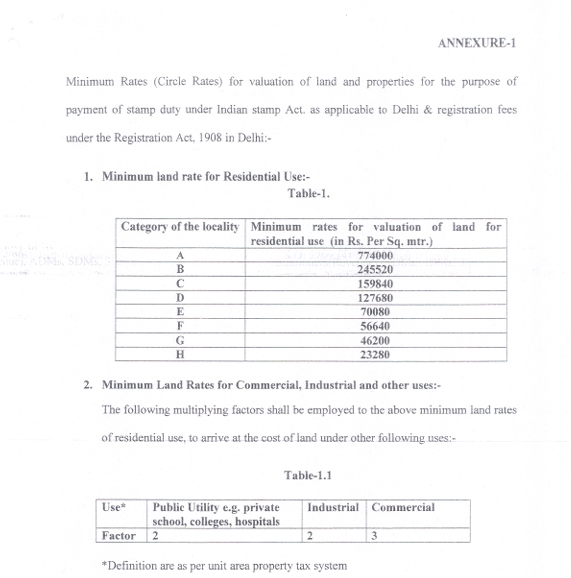 ANNEXURE-1
Minimum Rates (Circle Rates) for valuation of land and properties for the purpose of
payment of stamp duty under Indian stamp Act. as applicable to Delhi & registration fees
under the Registration Act, 1908 in Delhi:-
1. Minimum land rate for Residential Use:-
Table-1.
Category of the locality Minimum rates for valuation of land for
residential use (in Rs. Per Sq. mtr.)
A 774000
B 245520
C 159840
D 127680
E 70080
F 56640
G 46200
H 23280
2. Minimum Land Rates for Commercial, Industrial and other uses:-
The following multiplying factors shall be employed to the above minimum land rates
of residential use, to arrive at the cost of land under other following uses:-
Table-1.1
Use* Public Utility e.g. private Industrial Commercial
school, colleges, hospitals
Factor 2 2 3
*Definition are as per unit area property tax system